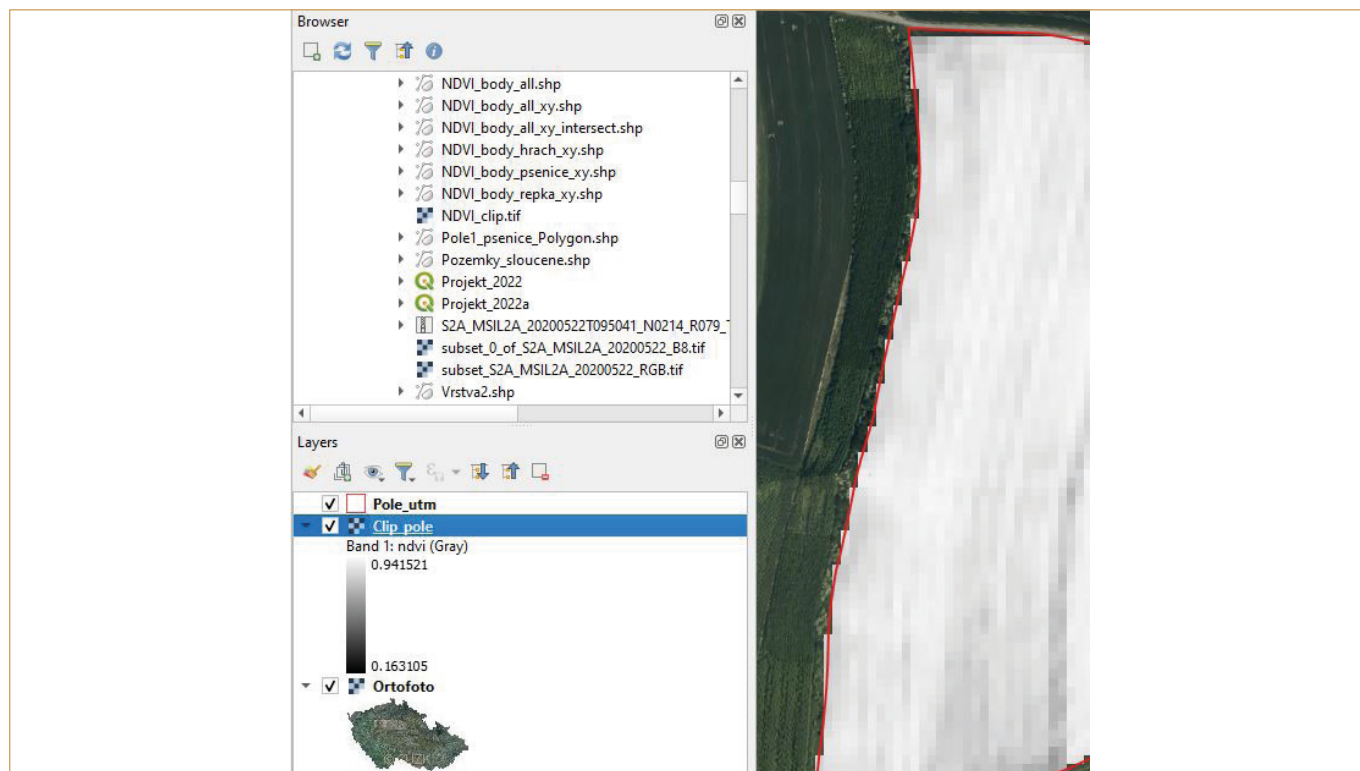 Browser
NDVI_body_all.shp
NDVI_body_all_xy.shp
NDVI_body_all_xy_intersect.shp
NDVI_body_hrach_xy.shp
NDVI_body_psenice_xy.shp
NDVI_body_repka_xy.shp
NDVI_clip.tif
Pole1_psenice_Polygon.shp
Pozemky_sloucene.shp
Projekt_2022
Projekt_2022a
S2A_MSIL2A_20200522T095041_N0214_R079_
subset_0_of_S2A_MSIL2A_20200522_B8.tif
subset_S2A_MSIL2A_20200522_RGB.tif
Vrstva2.shp
Layers
Pole_utm
Clip_pole
Band 1: ndvi (Gray)
0.941521
0.163105
Ortofoto